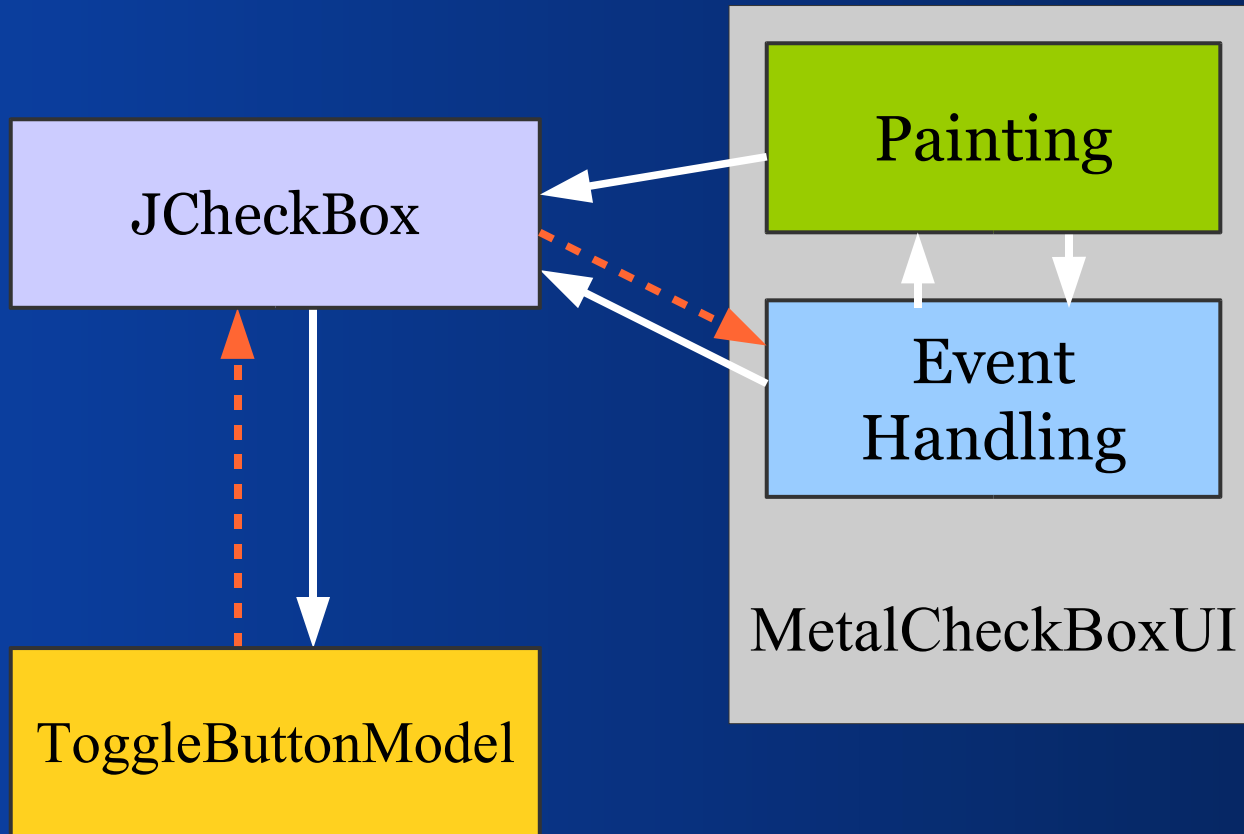 Painting
JCheckBox
Event
Handling
MetalCheckBoxUI
ToggleButtonModel